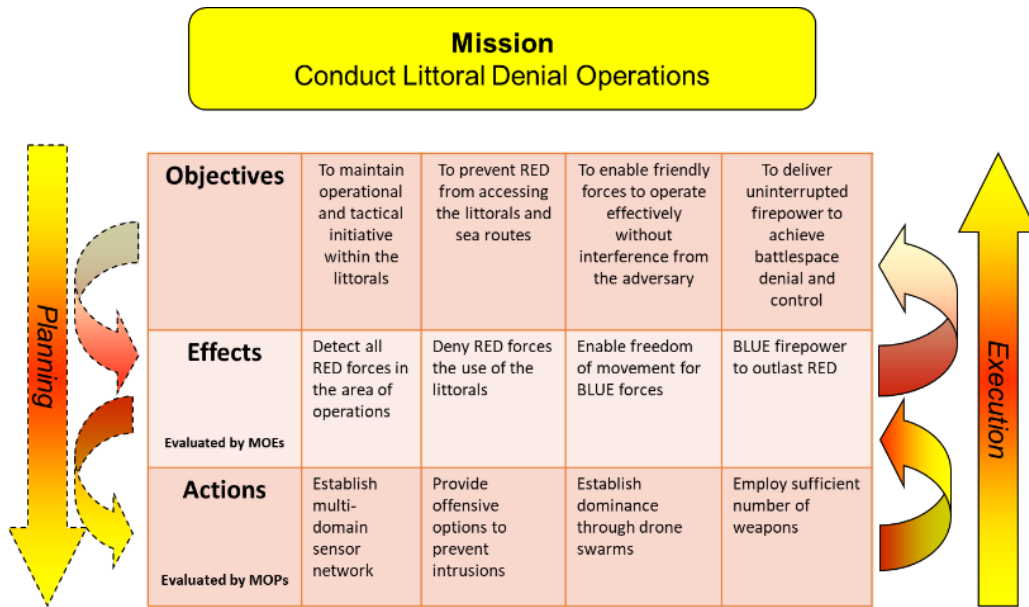 Mission
Conduct Littoral Denial Operations
Planning
Objectives
To maintain
operational
and tactical
initiative
within the
littorals
To prevent RED
from accessing
the littorals and
sea routes
To enable friendly
forces to operate
effectively
without
interference from
the adversary
To deliver
uninterrupted
firepower to
achieve
battlespace
denial and
control
Effects
Evaluated by MOEs
Detect all
RED forces in
the area of
operations
Deny RED forces
the use of the
littorals
Enable freedom
of movement for
BLUE forces
BLUE firepower
to outlast RED
Actions
Evaluated by MOPs
Establish
multi-
domain
sensor
network
Provide
offensive
options to
prevent
intrusions
Establish
dominance
through drone
swarms
Employ sufficient
number of
weapons
Execution